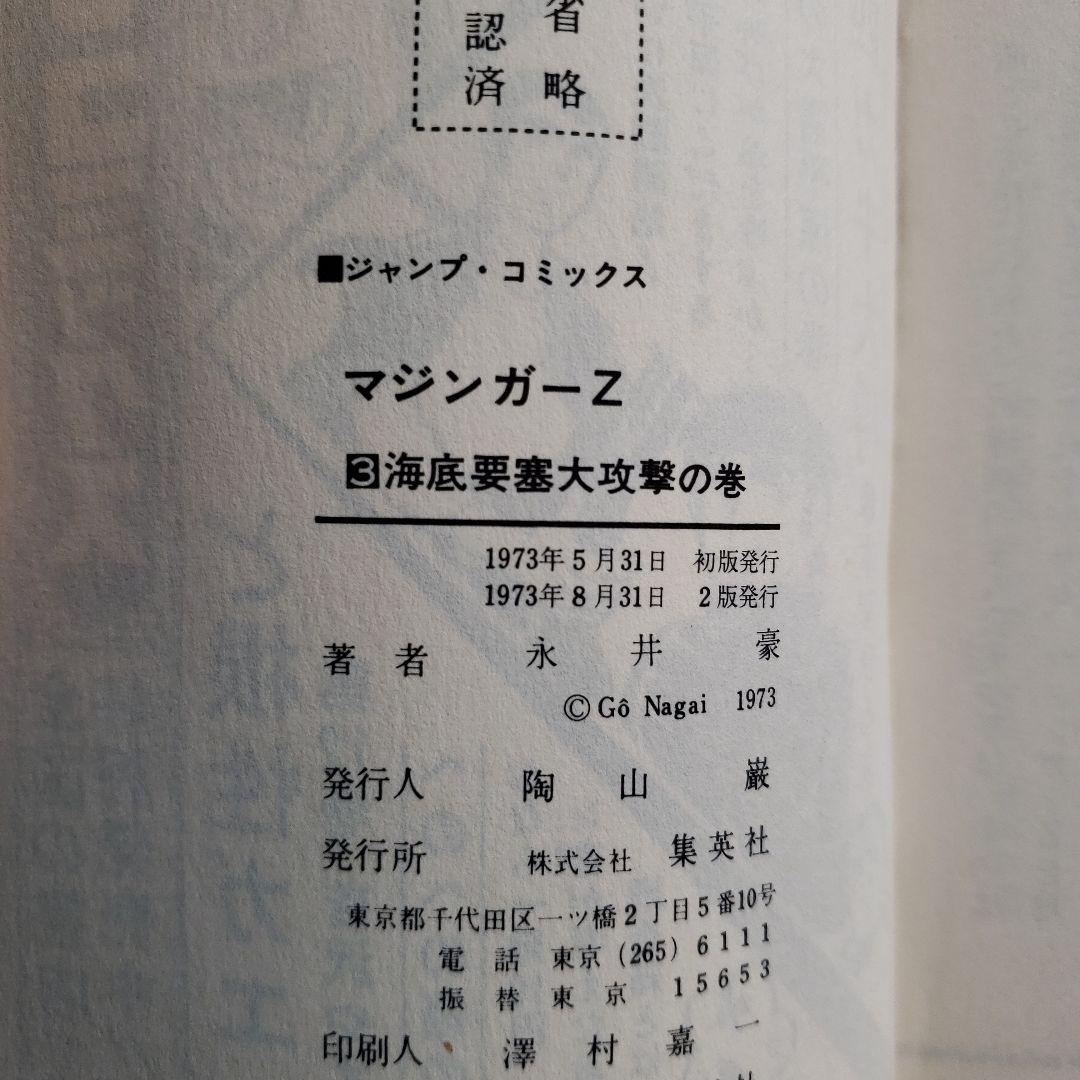 省略
認済
■ジャンプ・コミックス
マジンガーZ
3海底要塞大攻撃の巻
1973年5月31日 初版発行
1973年8月31日 2版発行
著者 永井豪
©Gô Nagai 1973
発行人 陶山巌
発行所 株式会社 集英社
東京都千代田区一ツ橋2丁目5番10号
電話 東京(265)6111
振替 東京 15653
印刷人 澤村嘉一